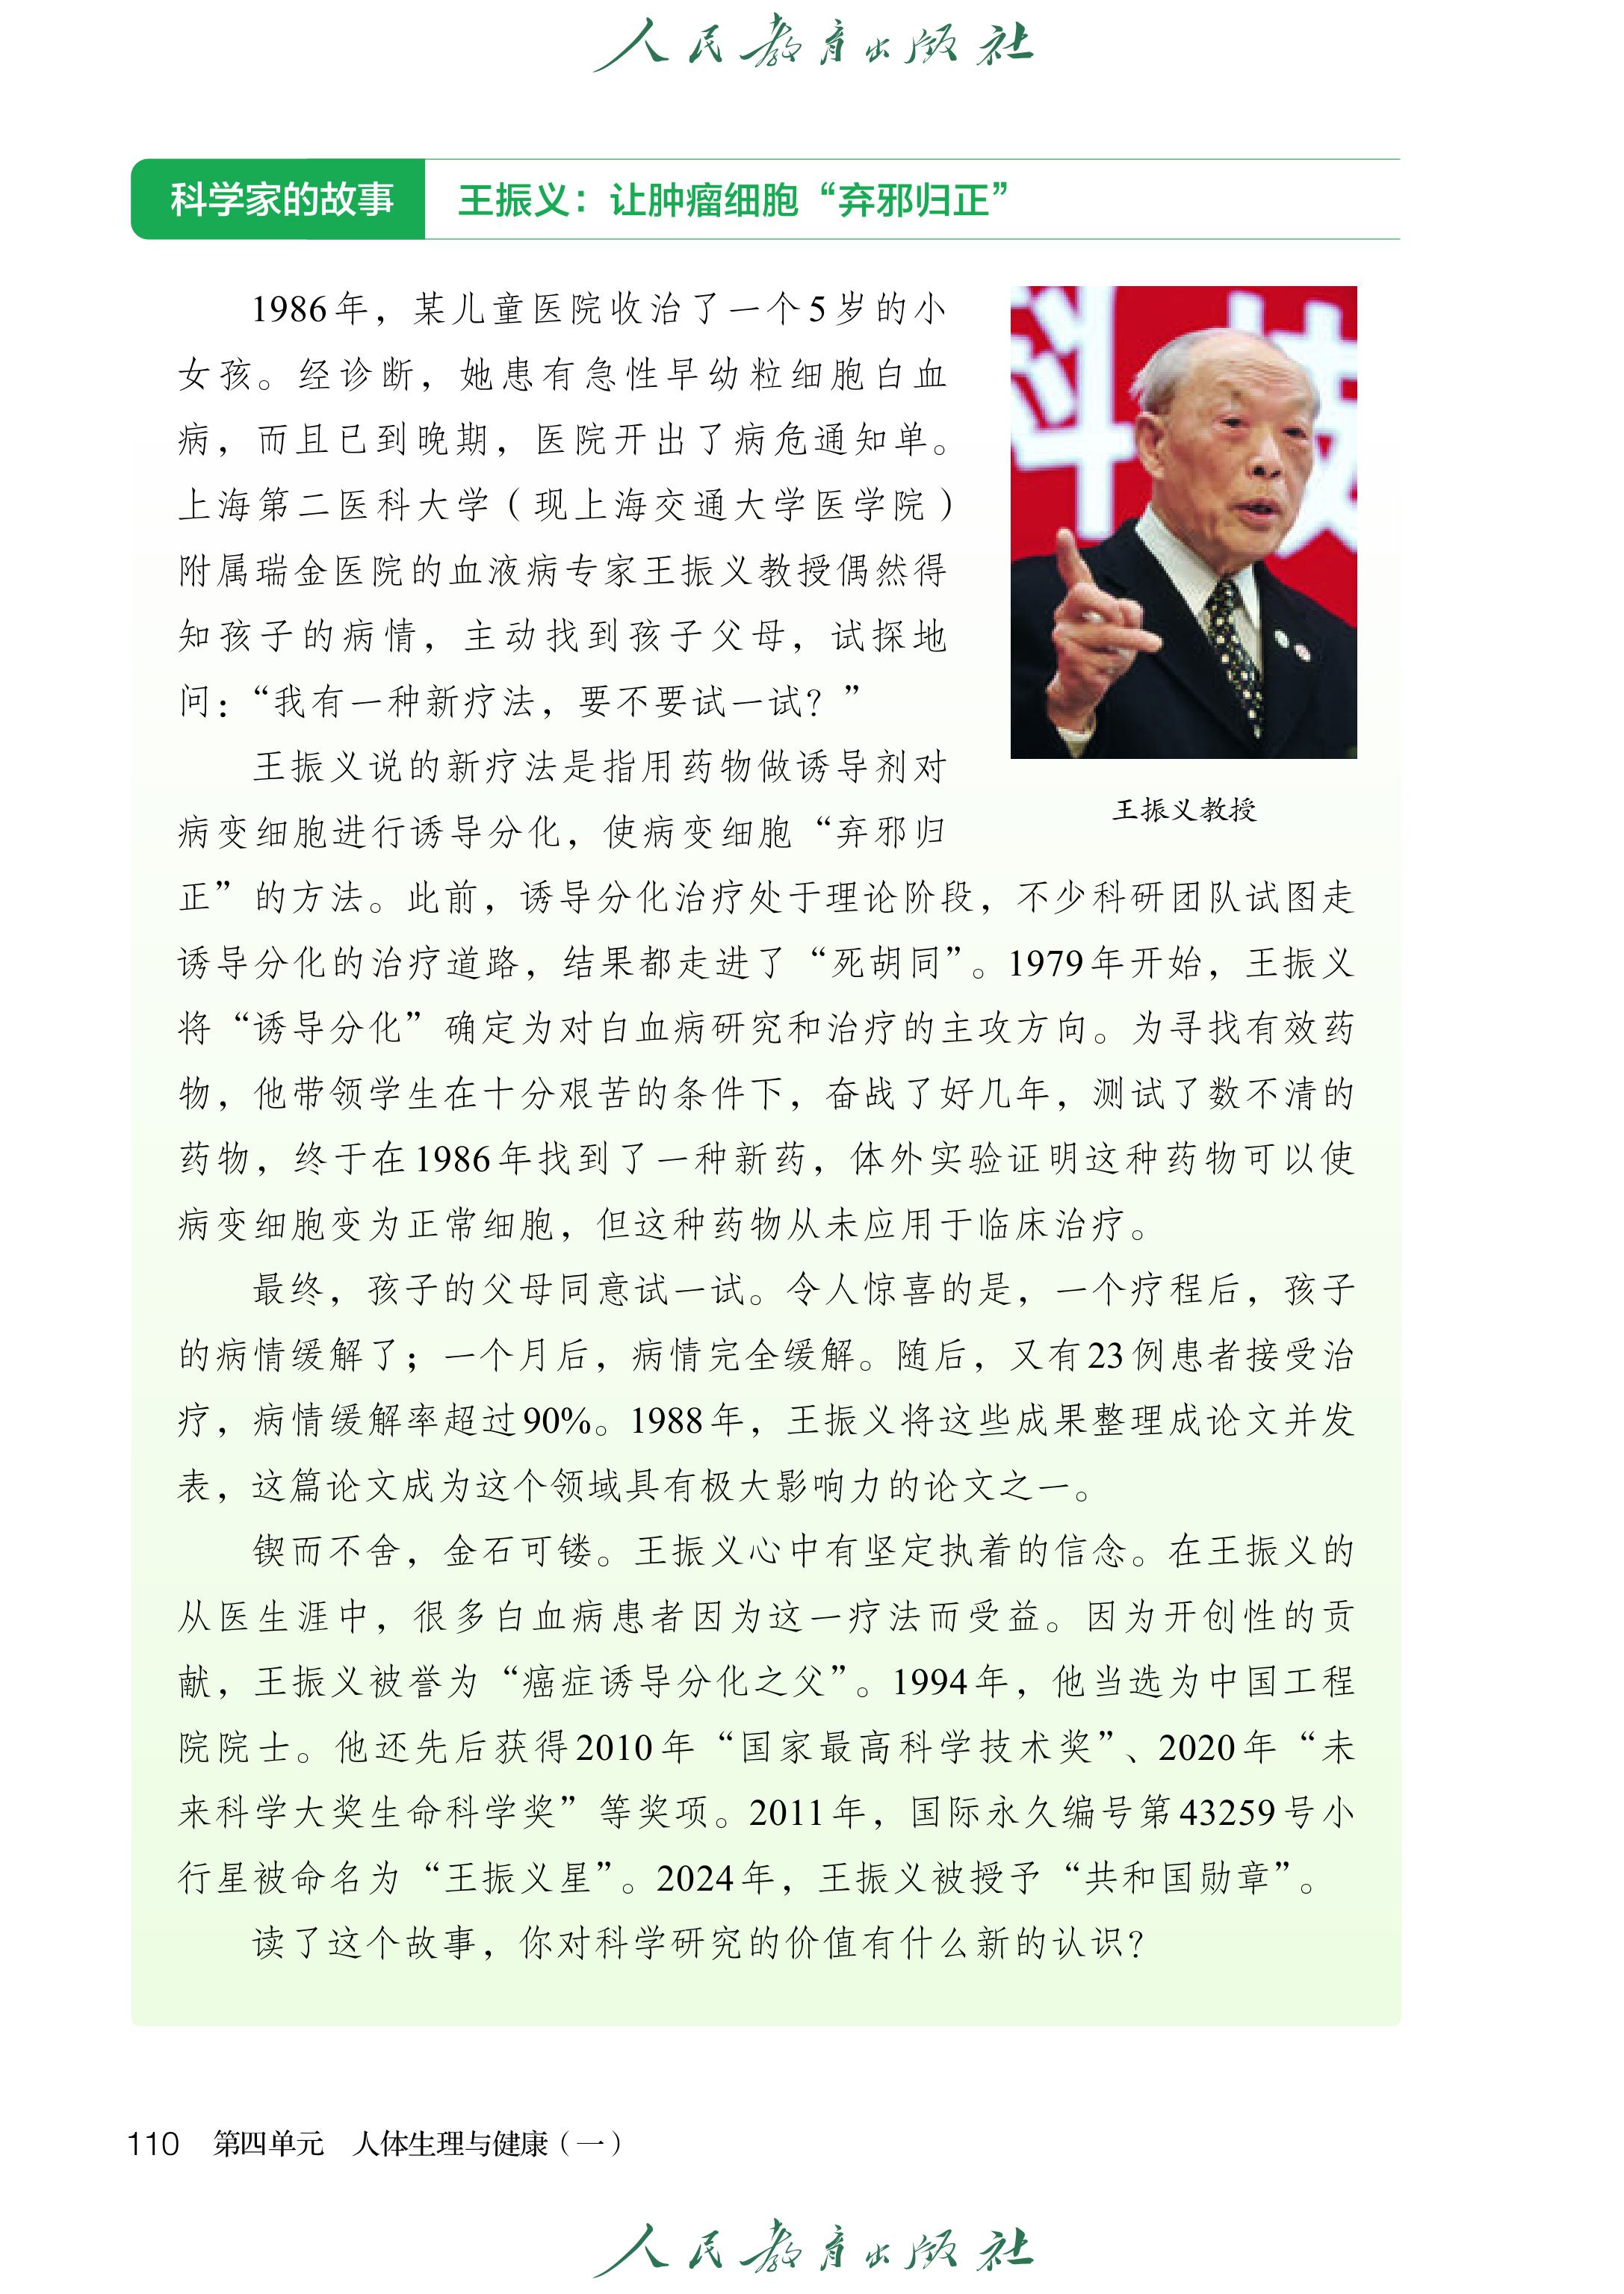 人民教育出版社
科学家的故事 王振义：让肿瘤细胞“弃邪归正”
1986年，某儿童医院收治了一个5岁的小
女孩。经诊断，她患有急性早幼粒细胞白血
病，而且已到晚期，医院开出了病危通知单。
上海第二医科大学（现上海交通大学医学院）
附属瑞金医院的血液病专家王振义教授偶然得
知孩子的病情，主动找到孩子父母，试探地
问：“我有一种新疗法，要不要试一试？”
王振义说的新疗法是指用药物做诱导剂对
病变细胞进行诱导分化，使病变细胞“弃邪归
正”的方法。此前，诱导分化治疗处于理论阶段，不少科研团队试图走
诱导分化的治疗道路，结果都走进了“死胡同”。1979年开始，王振义
将“诱导分化”确定为对白血病研究和治疗的主攻方向。为寻找有效药
物，他带领学生在十分艰苦的条件下，奋战了好几年，测试了数不清的
药物，终于在1986年找到了一种新药，体外实验证明这种药物可以使
病变细胞变为正常细胞，但这种药物从未应用于临床治疗。
最终，孩子的父母同意试一试。令人惊喜的是，一个疗程后，孩子
的病情缓解了；一个月后，病情完全缓解。随后，又有23例患者接受治
疗，病情缓解率超过90%。1988年，王振义将这些成果整理成论文并发
表，这篇论文成为这个领域具有极大影响力的论文之一。
锲而不舍，金石可镂。王振义心中有坚定执着的信念。在王振义的
从医生涯中，很多白血病患者因为这一疗法而受益。因为开创性的贡
献，王振义被誉为“癌症诱导分化之父”。1994年，他当选为中国工程
院院士。他还先后获得2010年“国家最高科学技术奖”、2020年“未
来科学大奖生命科学奖”等奖项。2011年，国际永久编号第43259号小
行星被命名为“王振义星”。2024年，王振义被授予“共和国勋章”。
读了这个故事，你对科学研究的价值有什么新的认识？
科技
王振义教授
110 第四单元 人体生理与健康（一）
人民教育出版社